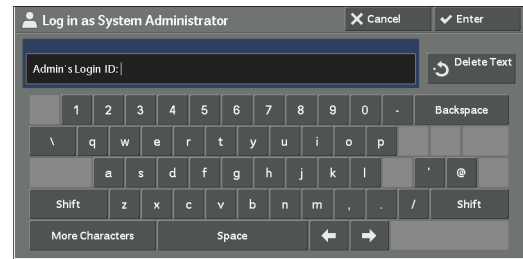 Log in as System Administrator Cancel Enter
Admin's Login ID: Delete Text
1 2 3 4 5 6 7 8 9 0 - Backspace
\ q w e r t y u i o p
a s d f g h j k l ' @
Shift z x c v b n m , . / Shift
More Characters Space